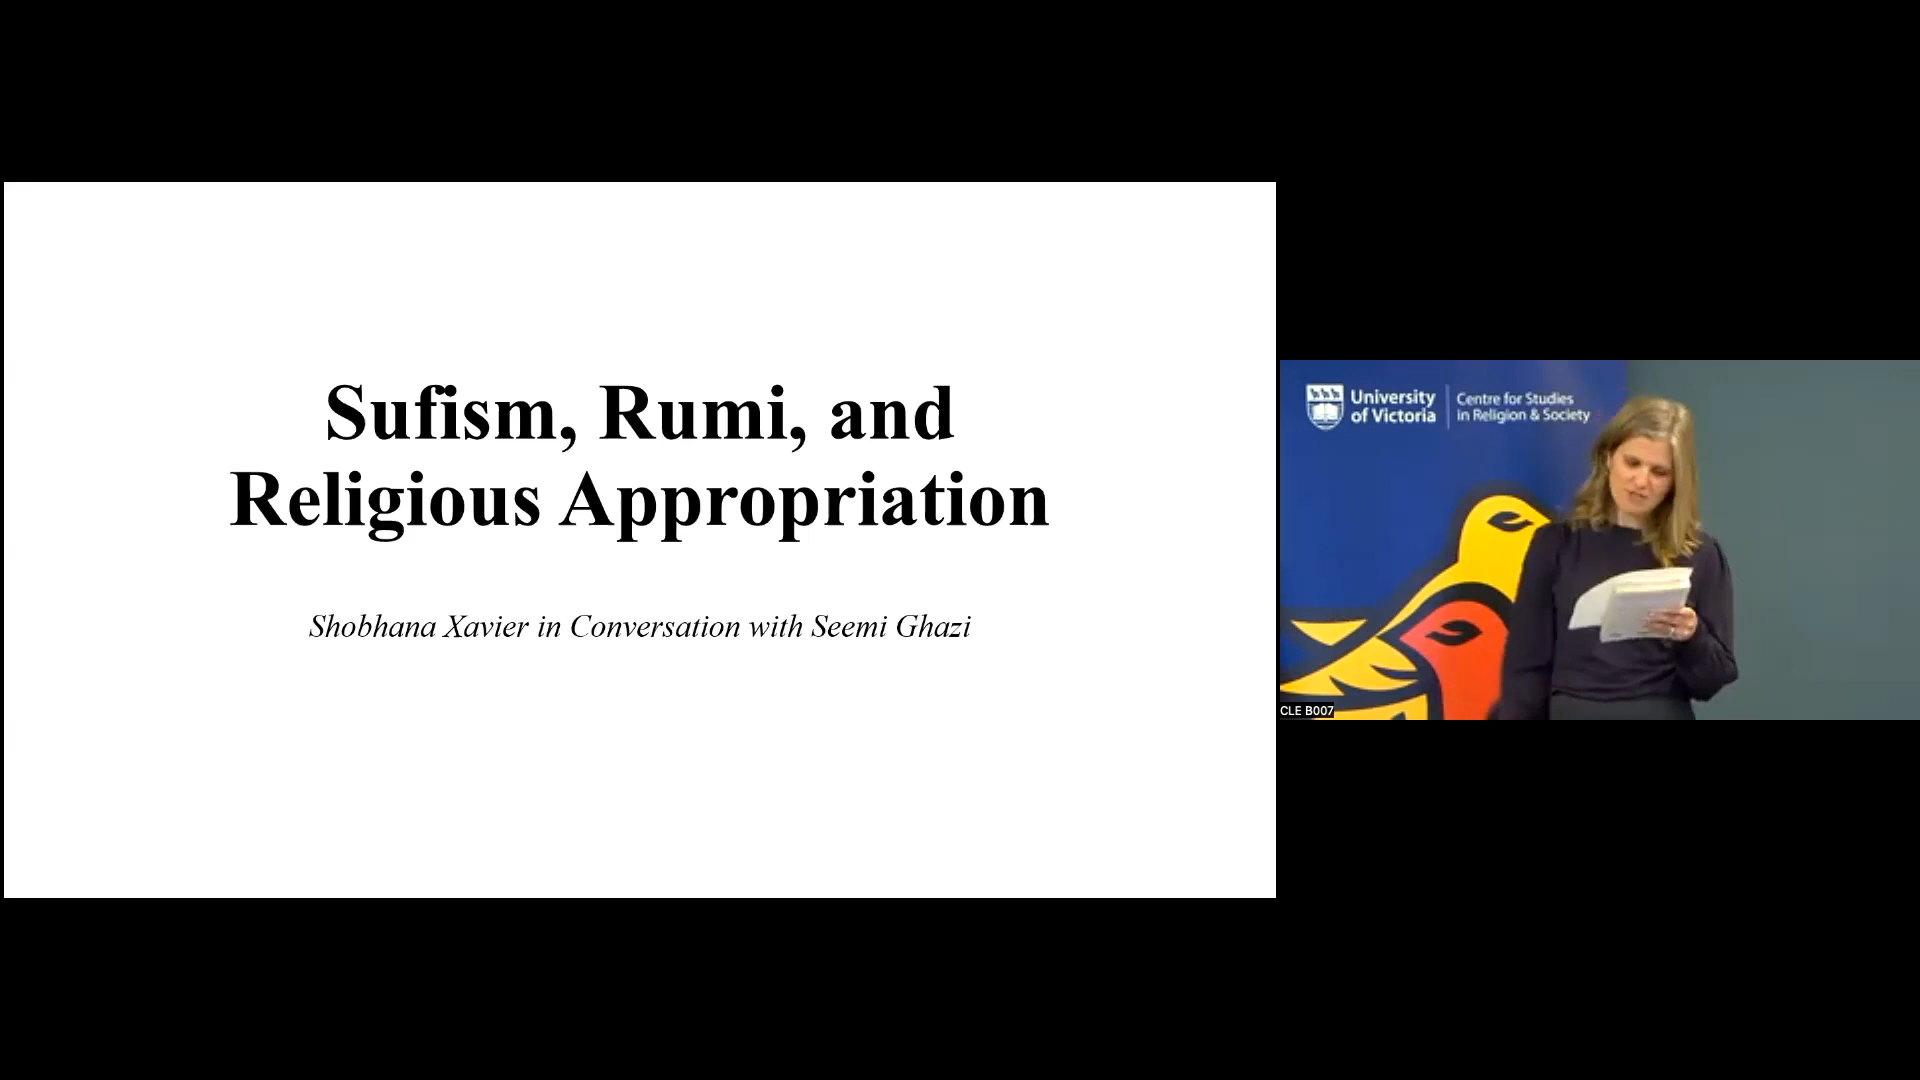 Sufism, Rumi, and
Religious Appropriation
Shobhana Xavier in Conversation with Seemi Ghazi
University
of Victoria
Centre for Studies
in Religion & Society
CLE B007